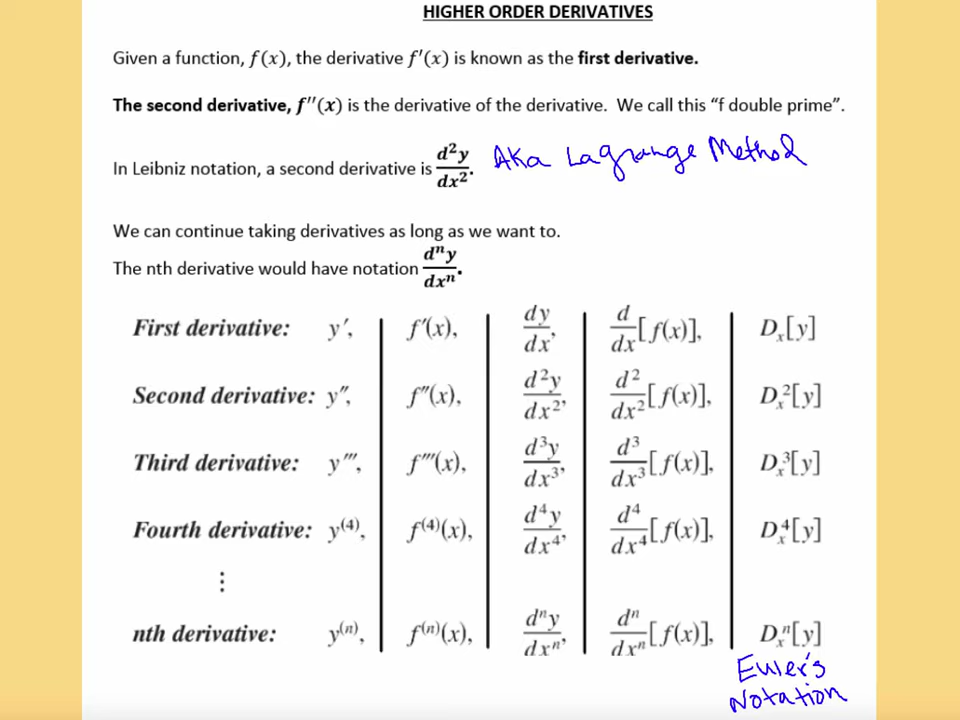 HIGHER ORDER DERIVATIVES
Given a function, f(x), the derivative f′(x) is known as the first derivative.
The second derivative, f″(x) is the derivative of the derivative. We call this “f double prime”.
In Leibniz notation, a second derivative is d²y/dx². AKa Lagrange Method
We can continue taking derivatives as long as we want to.
The nth derivative would have notation dⁿy/dxⁿ.
First derivative: y′, f′(x), dy/dx, d/dx[f(x)], Dₓ[y]
Second derivative: y″, f″(x), d²y/dx², d²/dx²[f(x)], Dₓ²[y]
Third derivative: y‴, f‴(x), d³y/dx³, d³/dx³[f(x)], Dₓ³[y]
Fourth derivative: y⁽⁴⁾, f⁽⁴⁾(x), d⁴y/dx⁴, d⁴/dx⁴[f(x)], Dₓ⁴[y]
⋮
nth derivative: y⁽ⁿ⁾, f⁽ⁿ⁾(x), dⁿy/dxⁿ, dⁿ/dxⁿ[f(x)], Dₓⁿ[y]
Euler's
Notation